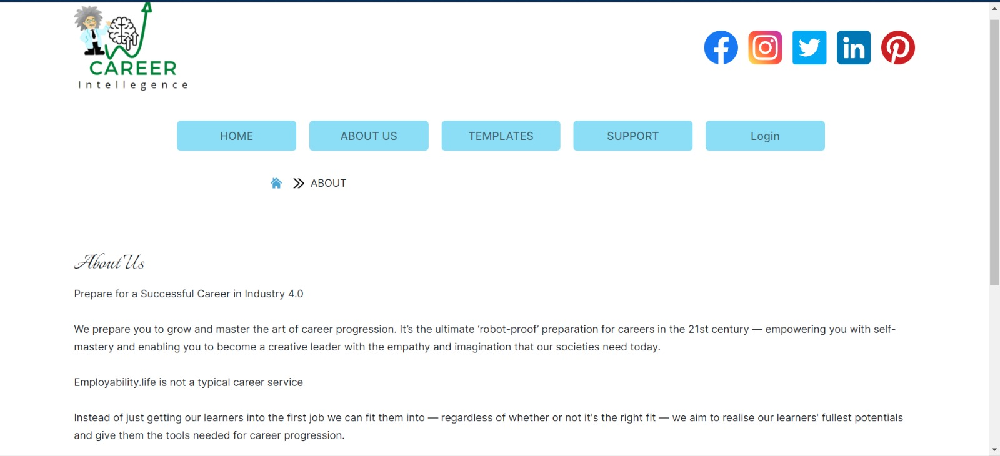 CAREER
Intellegence
HOME
ABOUT US
TEMPLATES
SUPPORT
Login
ABOUT
About Us
Prepare for a Successful Career in Industry 4.0
We prepare you to grow and master the art of career progression. It’s the ultimate ‘robot-proof’ preparation for careers in the 21st century — empowering you with self-
mastery and enabling you to become a creative leader with the empathy and imagination that our societies need today.
Employability.life is not a typical career service
Instead of just getting our learners into the first job we can fit them into — regardless of whether or not it's the right fit — we aim to realise our learners' fullest potentials
and give them the tools needed for career progression.